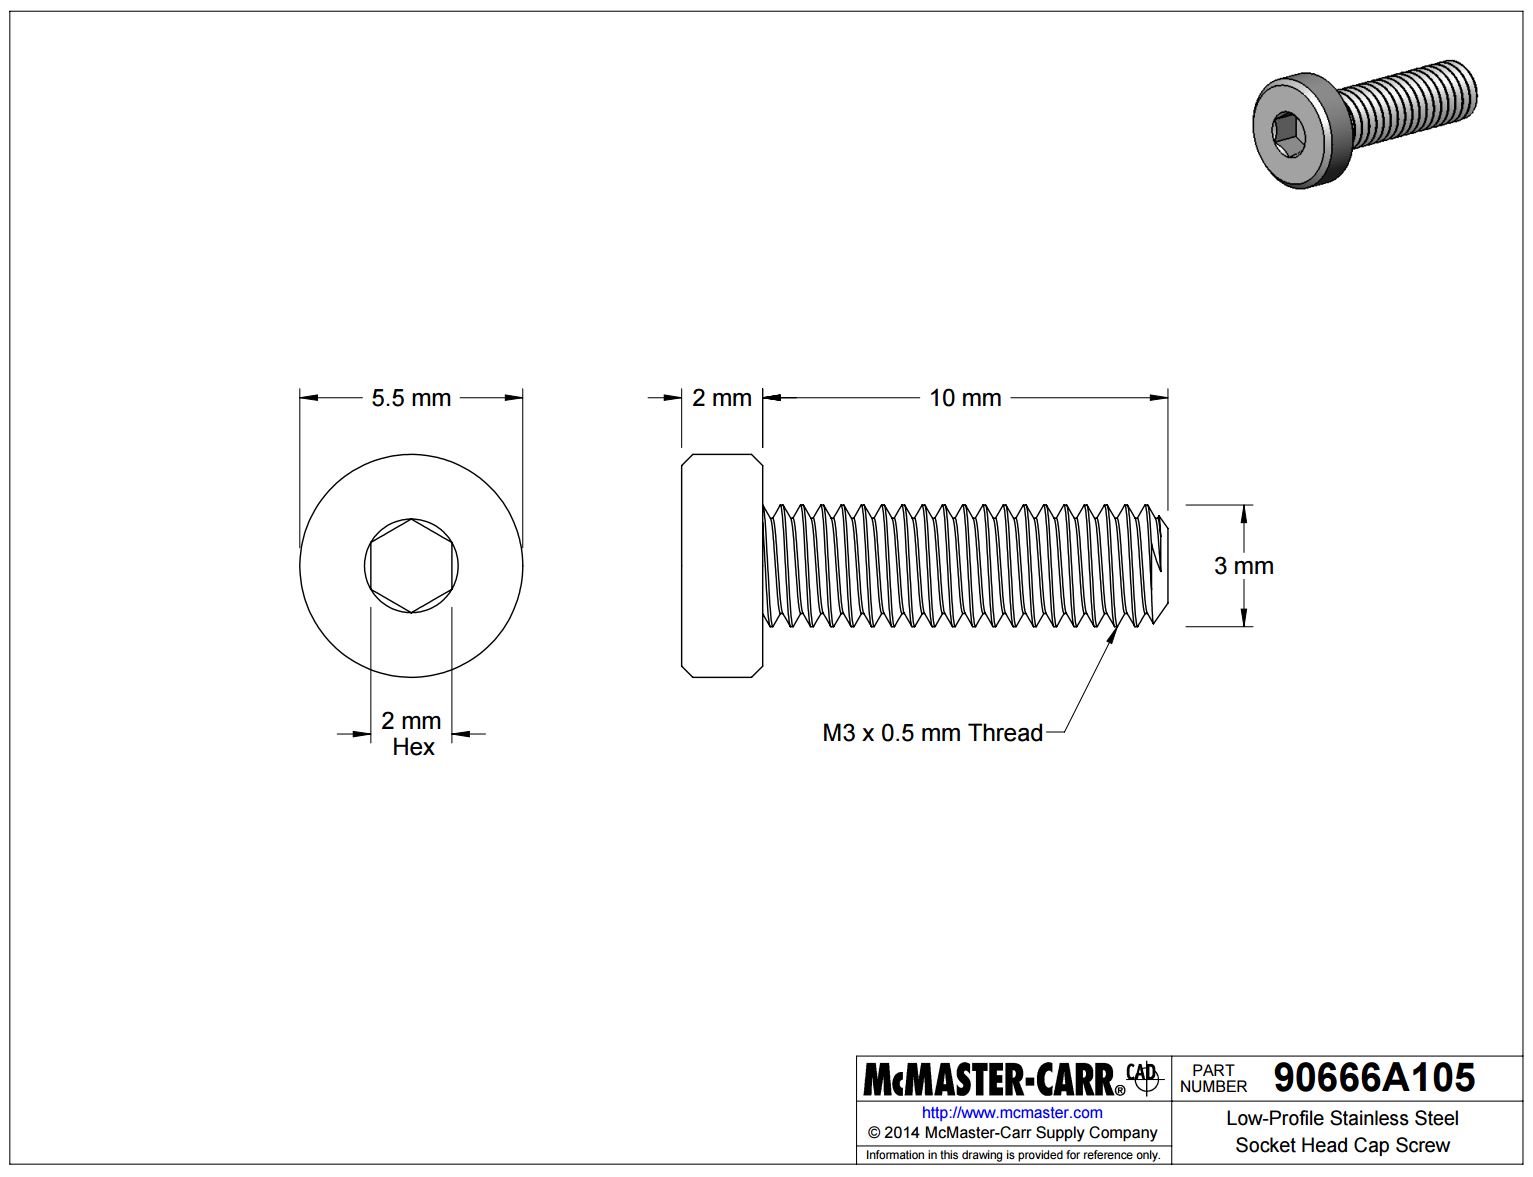 5.5 mm
2 mm
10 mm
3 mm
2 mm
Hex
M3 x 0.5 mm Thread
McMASTER-CARR® CAD
http://www.mcmaster.com
© 2014 McMaster-Carr Supply Company
Information in this drawing is provided for reference only.
PART
NUMBER
90666A105
Low-Profile Stainless Steel
Socket Head Cap Screw